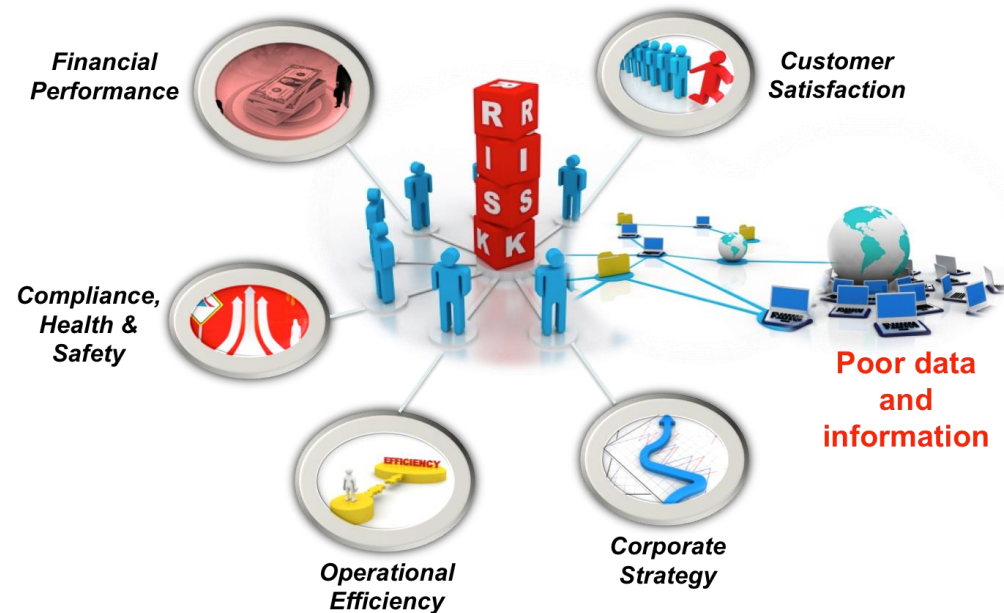 Financial
Performance
Customer
Satisfaction
R
R R
I I
S S
K K
Compliance,
Health &
Safety
Poor data
and
information
EFFICIENCY
Operational
Efficiency
Corporate
Strategy